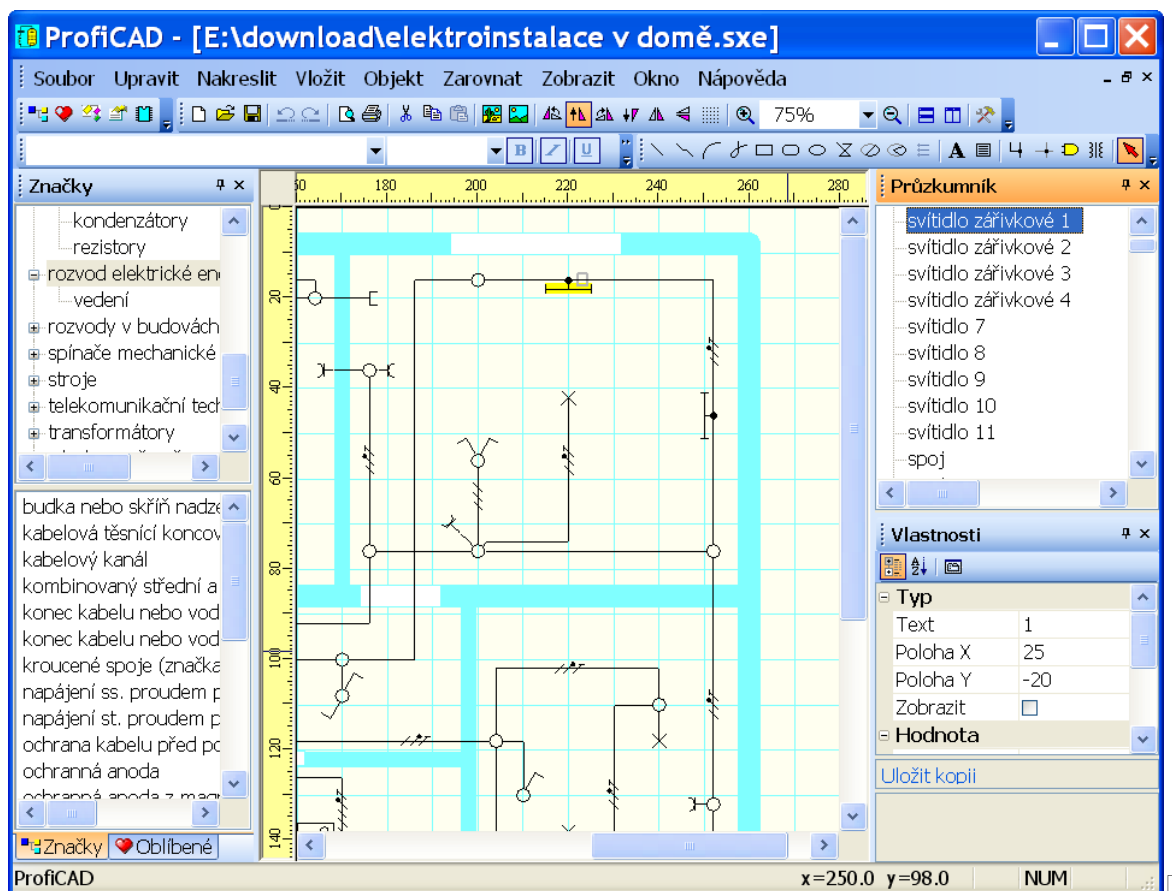 ProfiCAD - [E:\download\elektroinstalace v domě.sxe]
Soubor Upravit Nakreslit Vložit Objekt Zarovnat Zobrazit Okno Nápověda
75%
B I U
A
Značky
kondenzátory
rezistory
rozvod elektrické en
vedení
rozvody v budovách
spínače mechanické
stroje
telekomunikační tech
transformátory
budka nebo skříň nadze
kabelová těsnící koncov
kabelový kanál
kombinovaný střední a
konec kabelu nebo vod
konec kabelu nebo vod
kroucené spoje (značka
napájení ss. proudem p
napájení st. proudem p
ochrana kabelu před po
ochranná anoda
ochranná anoda z mag
Značky Oblíbené
180 200 220 240 260 280
20
40
60
80
100
120
140
Průzkumník
svítidlo zářivkové 1
svítidlo zářivkové 2
svítidlo zářivkové 3
svítidlo zářivkové 4
svítidlo 7
svítidlo 8
svítidlo 9
svítidlo 10
svítidlo 11
spoj
Vlastnosti
Typ
Text 1
Poloha X 25
Poloha Y -20
Zobrazit
Hodnota
Uložit kopii
ProfiCAD
x=250.0 y=98.0 NUM